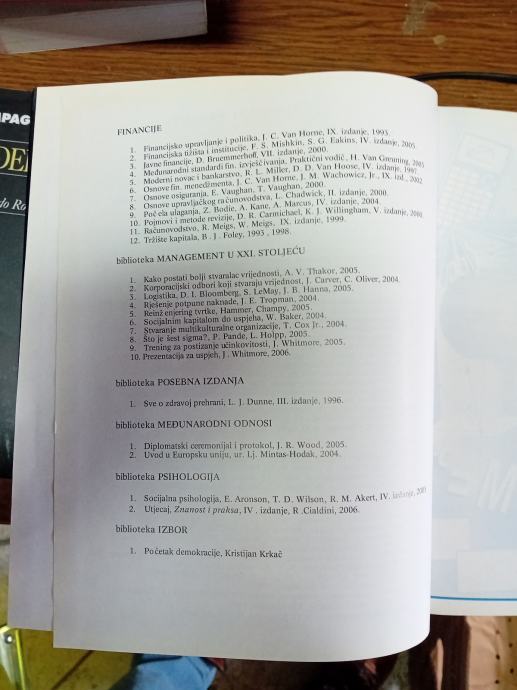 MPAG
DE
do Ro
FINANCIJE
1. Financijsko upravljanje i politika, J. C. Van Horne, IX. izdanje, 1993.
2. Financijska tižišta i institucije, F. S. Mishkin, S. G. Eakins, IV. izdanje, 2005.
3. Javne financije, D. Bruemmerhoff, VII. izdanje, 2000.
4. Međunarodni standardi fin. izvješćivanja, Praktični vodič, H. Van Greuning, 2005
5. Moderni novac i bankarstvo, R. L. Miller, D. D. Van Hoose, IV. izdanje, 1997.
6. Osnove fin. menedžmenta, J. C. Van Horne, J. M. Wachowicz, Jr., IX. izd., 2002
7. Osnove osiguranja, E. Vaughan, T. Vaughan, 2000.
8. Osnove upravljačkog računovodstva, L. Chadwick, II. izdanje, 2000.
9. Počela ulaganja, Z. Bodie, A. Kane, A. Marcus, IV. izdanje, 2004.
10. Pojmovi i metode revizije, D. R. Carmichael, K. J. Willingham, V. izdanje, 2000.
11. Računovodstvo, R. Meigs, W. Meigs, IX. izdanje, 1999.
12. Tržište kapitala, B. J. Foley, 1993, 1998.
biblioteka MANAGEMENT U XXI. STOLJEĆU
1. Kako postati bolji stvaralac vrijednosti, A. V. Thakor, 2005.
2. Korporacijski odbori koji stvaraju vrijednost, J. Carver, C. Oliver, 2004.
3. Logistika, D. I. Bloomberg, S. LeMay, J. B. Hanna, 2005.
4. Rješenje potpune naknade, J. E. Tropman, 2004.
5. Reinženjering tvrtke, Hammer, Champy, 2005.
6. Socijalnim kapitalom do uspjeha, W. Baker, 2004.
7. Stvaranje multikulturalne organizacije, T. Cox Jr., 2004.
8. Što je šest sigma?, P. Pande, L. Holpp, 2005.
9. Trening za postizanje učinkovitosti, J. Whitmore, 2005.
10. Prezentacija za uspjeh, J. Whitmore, 2006.
biblioteka POSEBNA IZDANJA
1. Sve o zdravoj prehrani, L. J. Dunne, III. izdanje, 1996.
biblioteka MEĐUNARODNI ODNOSI
1. Diplomatski ceremonijal i protokol, J. R. Wood, 2005.
2. Uvod u Europsku uniju, ur. Lj. Mintas-Hodak, 2004.
biblioteka PSIHOLOGIJA
1. Socijalna psihologija, E. Aronson, T. D. Wilson, R. M. Akert, IV. izdanje,
2. Utjecaj, Znanost i praksa, IV. izdanje, R .Cialdini, 2006.
biblioteka IZBOR
1. Početak demokracije, Kristijan Krkač